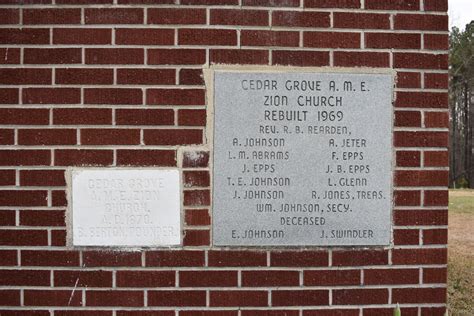 CEDAR GROVE
A.M.E. ZION
A.D. 1870.
CEDAR GROVE A.M.E.
ZION CHURCH
REBUILT 1969
REV. R. B. REARDEN,
A. JOHNSON A. JETER
L. M. ABRAMS F. EPPS
J. EPPS J. B. EPPS
T. E. JOHNSON L. GLENN
J. JOHNSON R. JONES, TREAS.
WM. JOHNSON, SECY.
DECEASED
E. JOHNSON J. SWINDLER